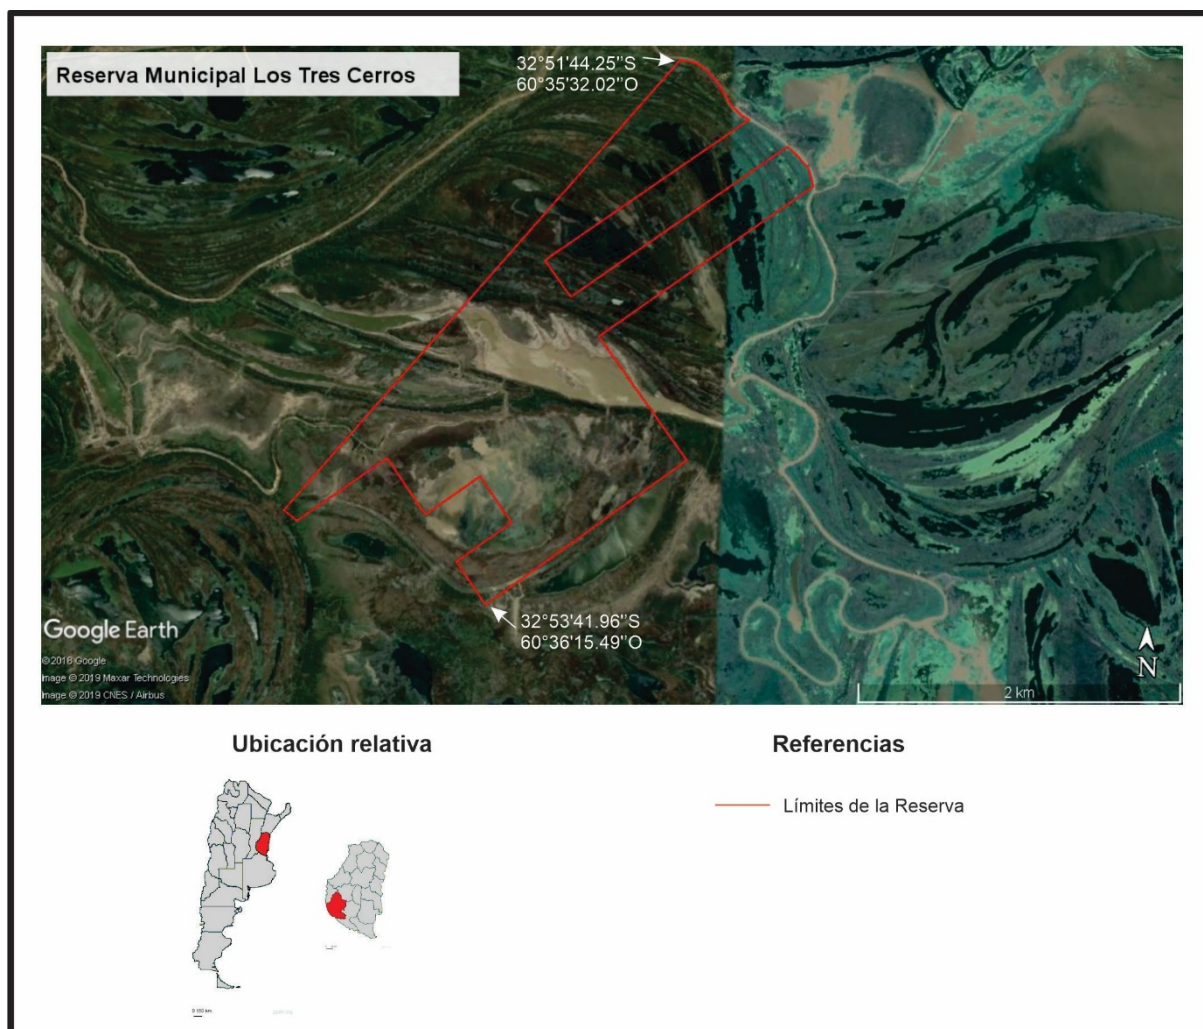 Reserva Municipal Los Tres Cerros
32°51'44.25''S
60°35'32.02''O
32°53'41.96''S
60°36'15.49''O
Google Earth
© 2018 Google
Image © 2019 Maxar Technologies
Image © 2019 CNES / Airbus
N
2 km
Ubicación relativa
Referencias
Límites de la Reserva